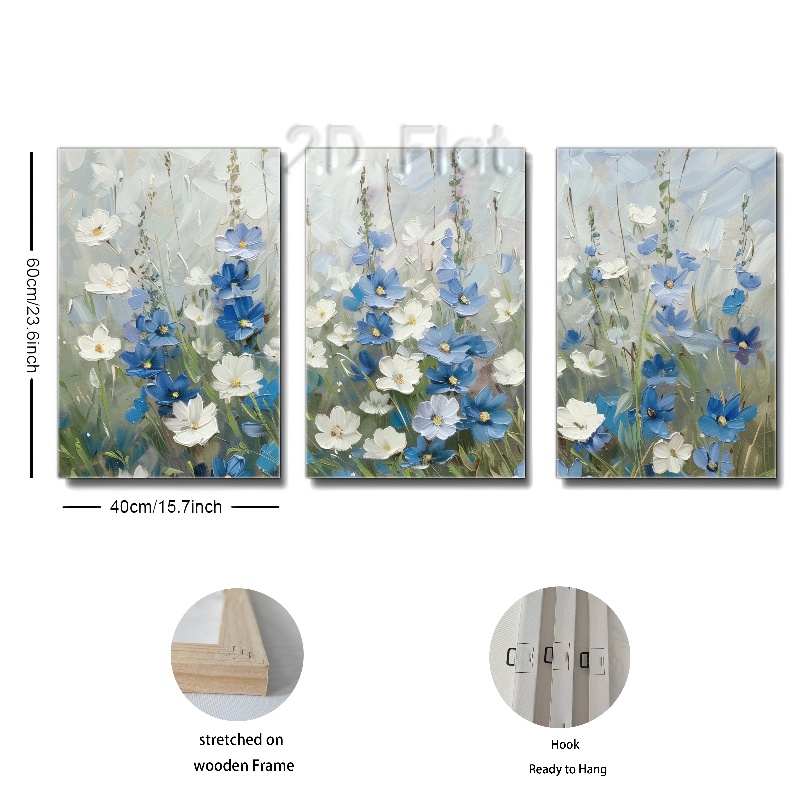 2D Flat
60cm/23.6inch
40cm/15.7inch
stretched on
wooden Frame
Hook
Ready to Hang